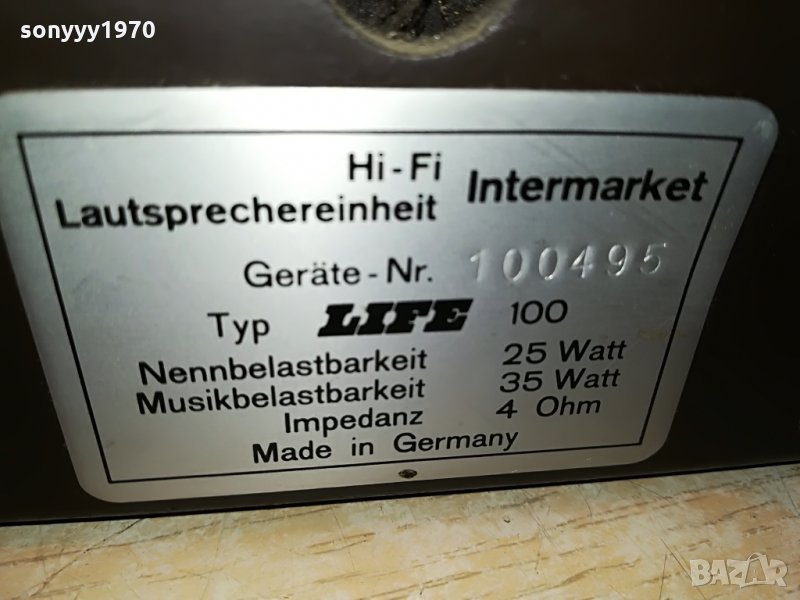 sonyyy1970
Hi-Fi
Lautsprechereinheit Intermarket
Geräte-Nr. 100495
Typ LIFE 100
Nennbelastbarkeit 25 Watt
Musikbelastbarkeit 35 Watt
Impedanz 4 Ohm
Made in Germany
BAZAR